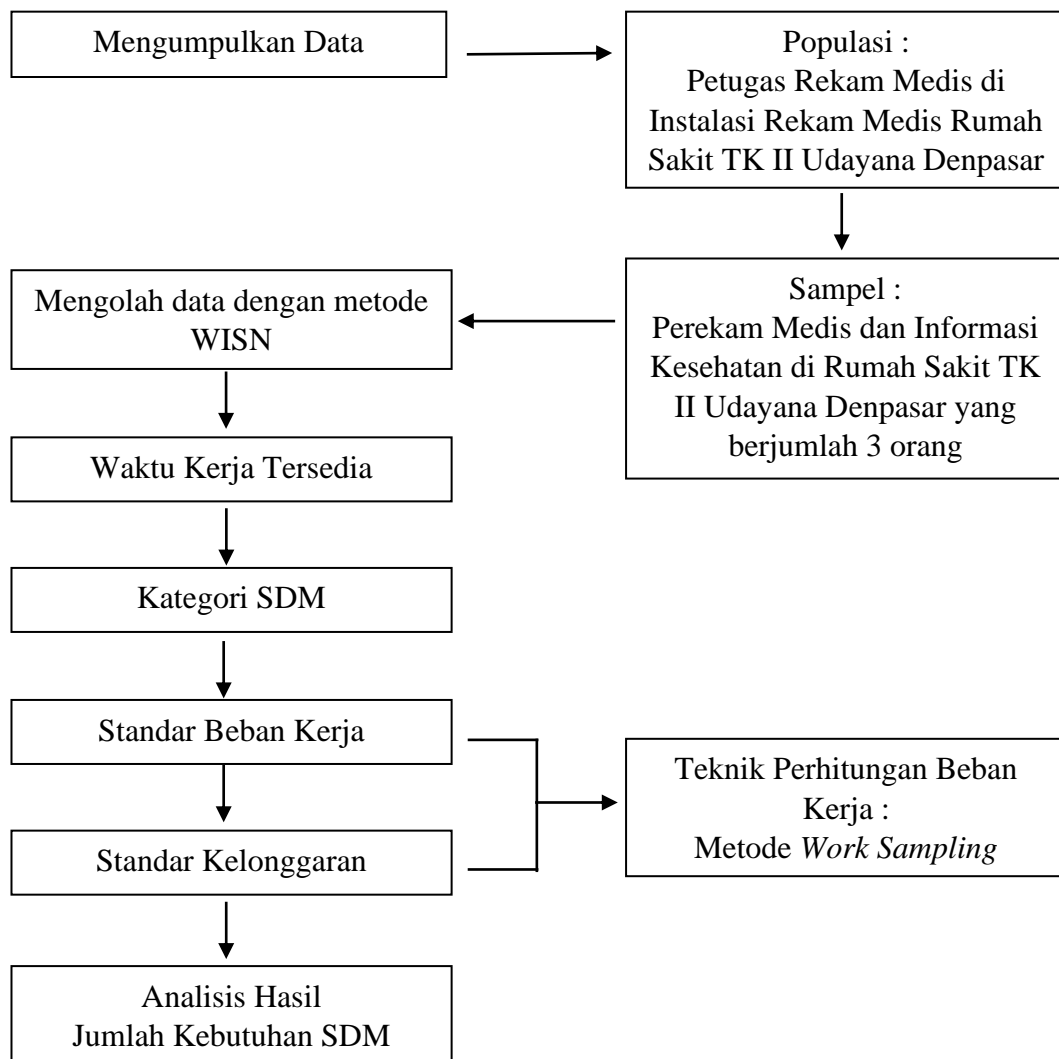 Mengumpulkan Data
Populasi :
Petugas Rekam Medis di
Instalasi Rekam Medis Rumah
Sakit TK II Udayana Denpasar
Sampel :
Perekam Medis dan Informasi
Kesehatan di Rumah Sakit TK
II Udayana Denpasar yang
berjumlah 3 orang
Mengolah data dengan metode
WISN
Waktu Kerja Tersedia
Kategori SDM
Standar Beban Kerja
Standar Kelonggaran
Teknik Perhitungan Beban
Kerja :
Metode Work Sampling
Analisis Hasil
Jumlah Kebutuhan SDM